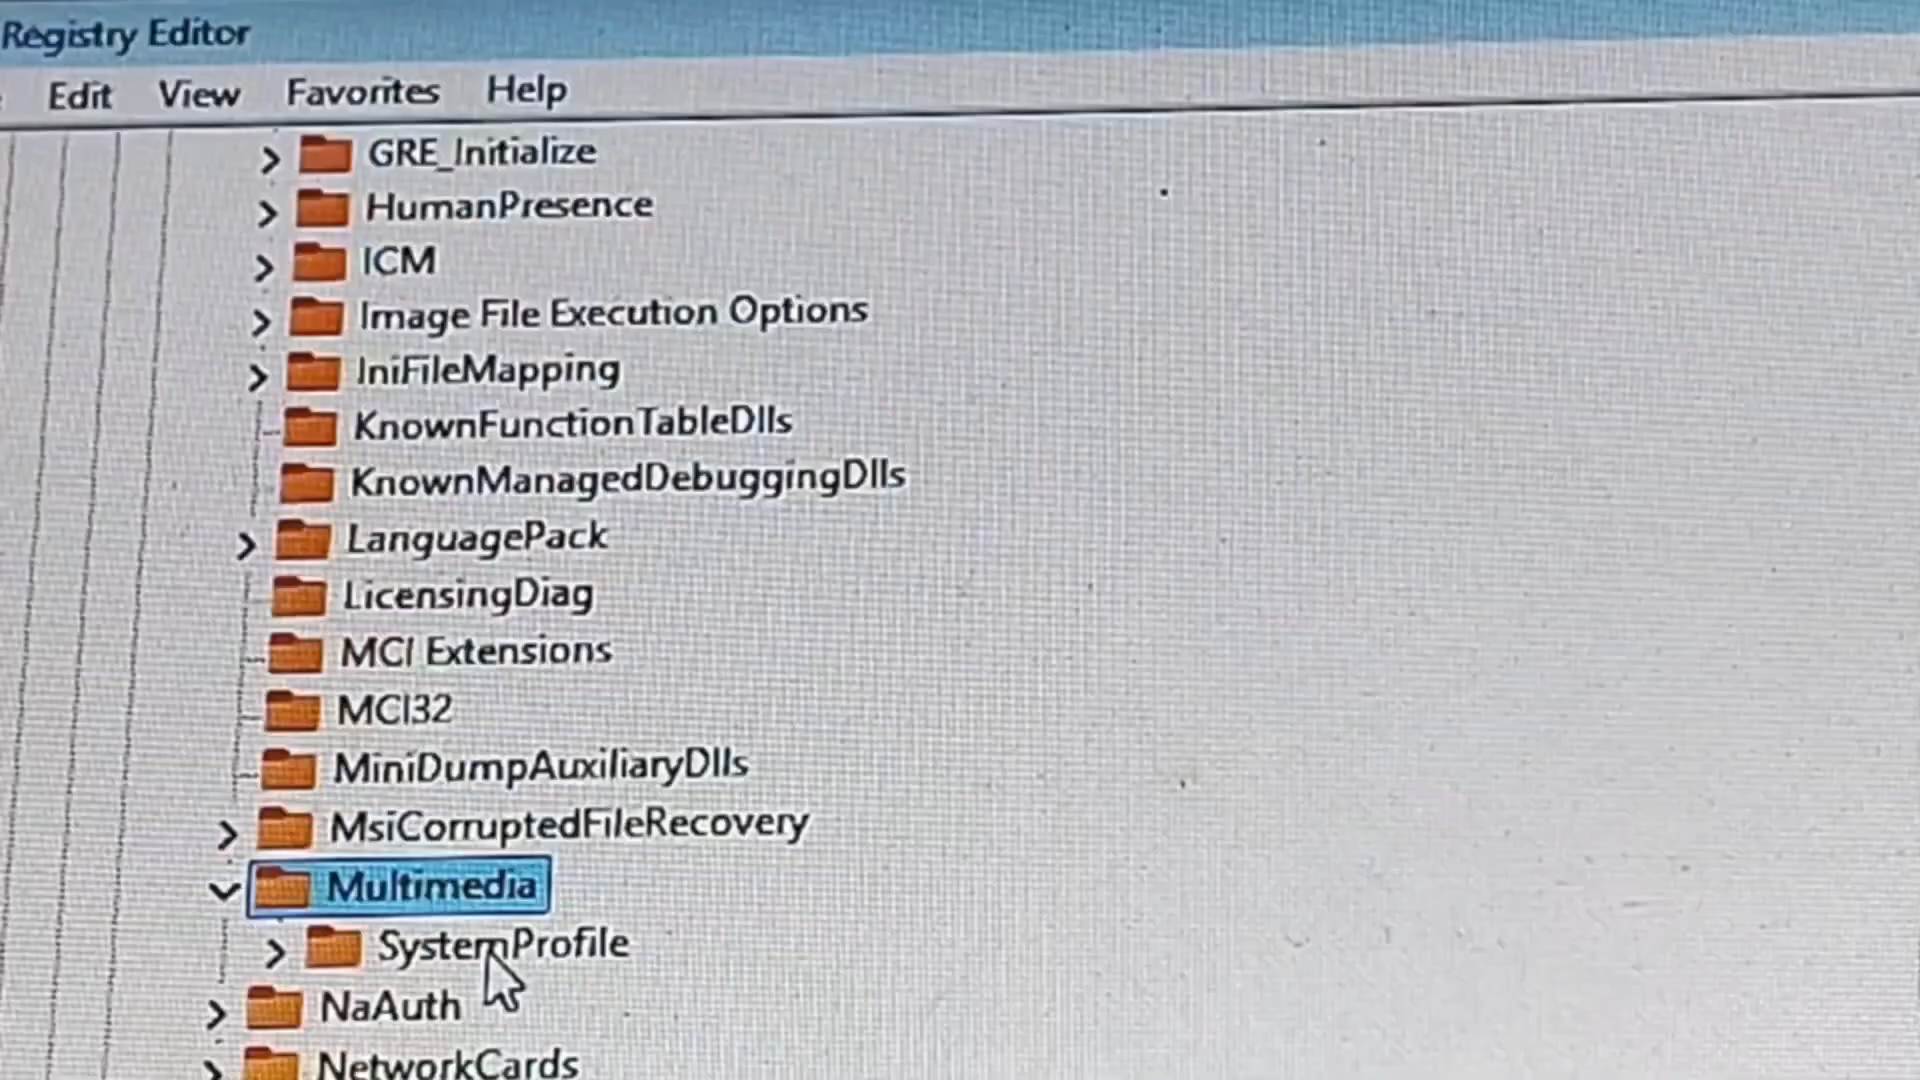 Registry Editor
Edit View Favorites Help
GRE_Initialize
HumanPresence
ICM
Image File Execution Options
IniFileMapping
KnownFunctionTableDlls
KnownManagedDebuggingDlls
LanguagePack
LicensingDiag
MCI Extensions
MCI32
MiniDumpAuxiliaryDlls
MsiCorruptedFileRecovery
Multimedia
SystemProfile
NaAuth
NetworkCards